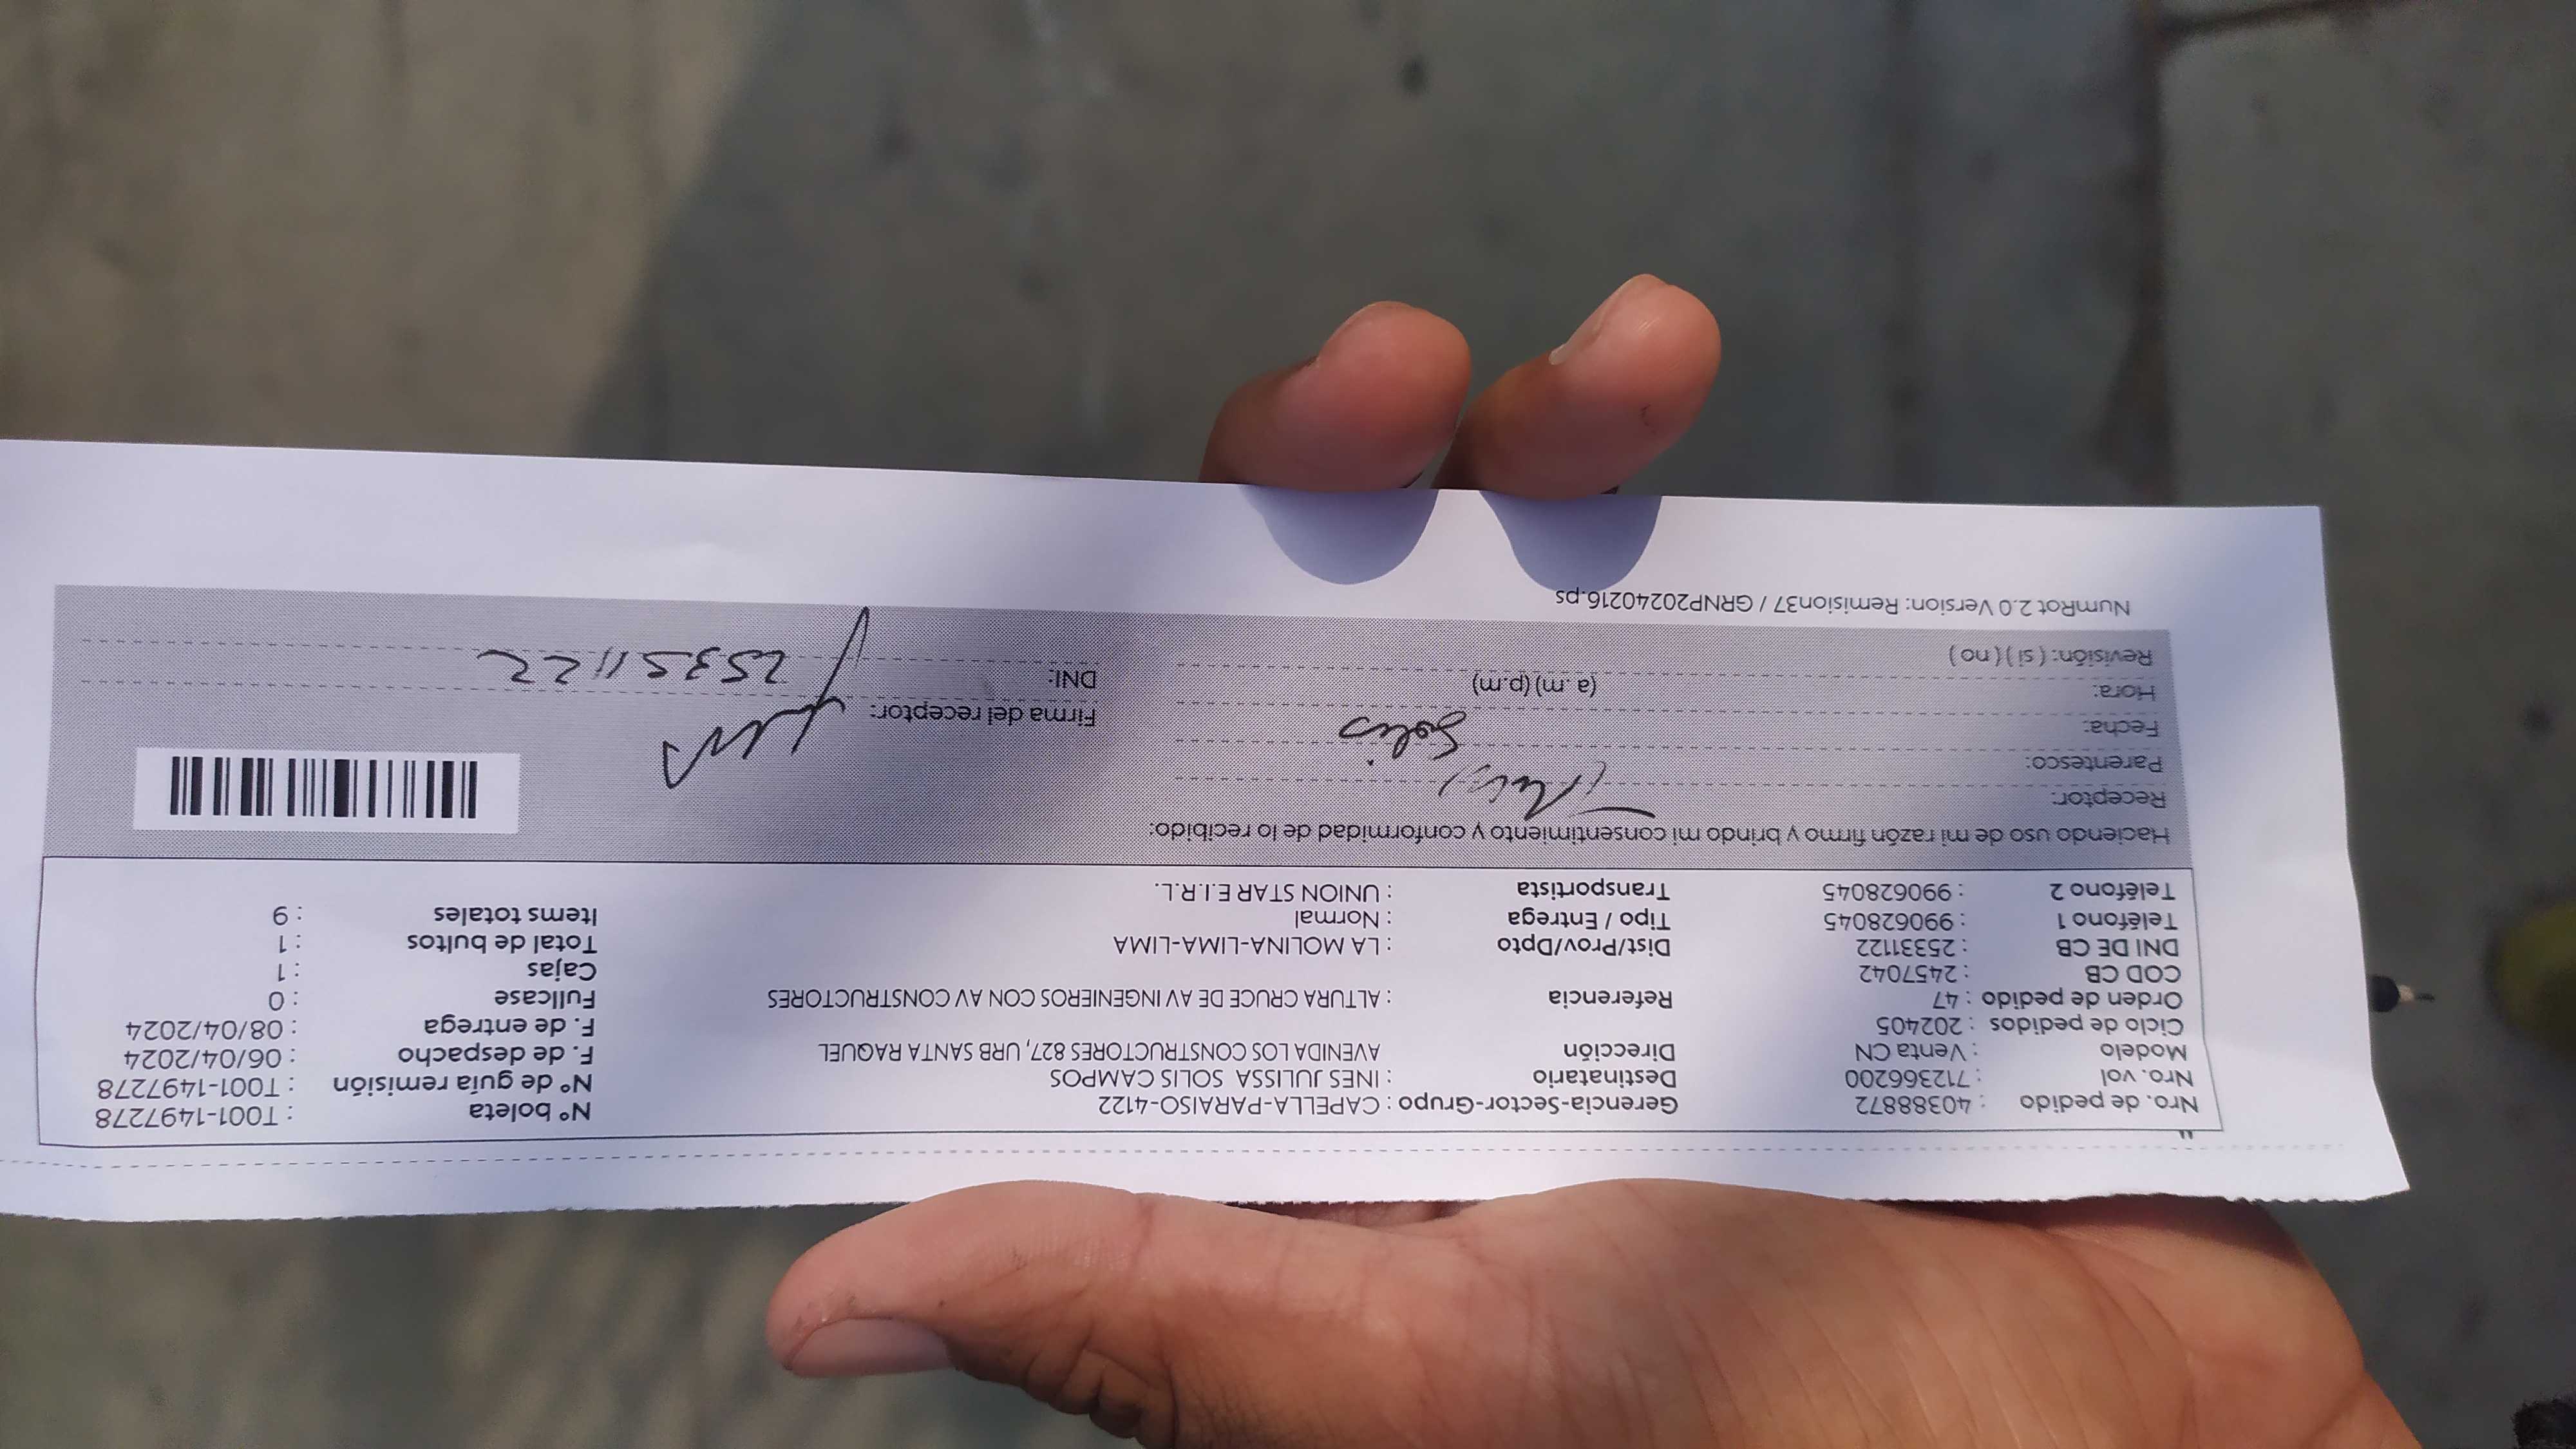 Nro. de pedido : 40388872 Gerencia-Sector-Grupo : CAPELLA-PARAISO-4122 Nº boleta : T001-1497278
Nro. vol : 712366200 Destinatario : INES JULISSA SOLIS CAMPOS Nº de guía remisión : T001-1497278
Modelo : Venta CN Dirección AVENIDA LOS CONSTRUCTORES 827, URB SANTA RAQUEL F. de despacho : 06/04/2024
Ciclo de pedidos : 202405 F. de entrega : 08/04/2024
Orden de pedido : 47 Referencia : ALTURA CRUCE DE AV INGENIEROS CON AV CONSTRUCTORES Fullcase : 0
COD CB : 2457042 Cajas : 1
DNI DE CB : 25331122 Dist/Prov/Dpto : LA MOLINA-LIMA-LIMA Total de bultos : 1
Teléfono 1 : 990628045 Tipo / Entrega : Normal Items totales : 9
Teléfono 2 : 990628045 Transportista : UNION STAR E.I.R.L.
Haciendo uso de mi razón firmo y brindo mi consentimiento y conformidad de lo recibido:
Receptor:
Parentesco:
Fecha: Solis Firma del receptor:
Hora: (a .m) (p.m) DNI: 25351122
Revisión: ( si ) ( no )
NumRot 2.0 Version: Remision37 / GRNP20240216.ps